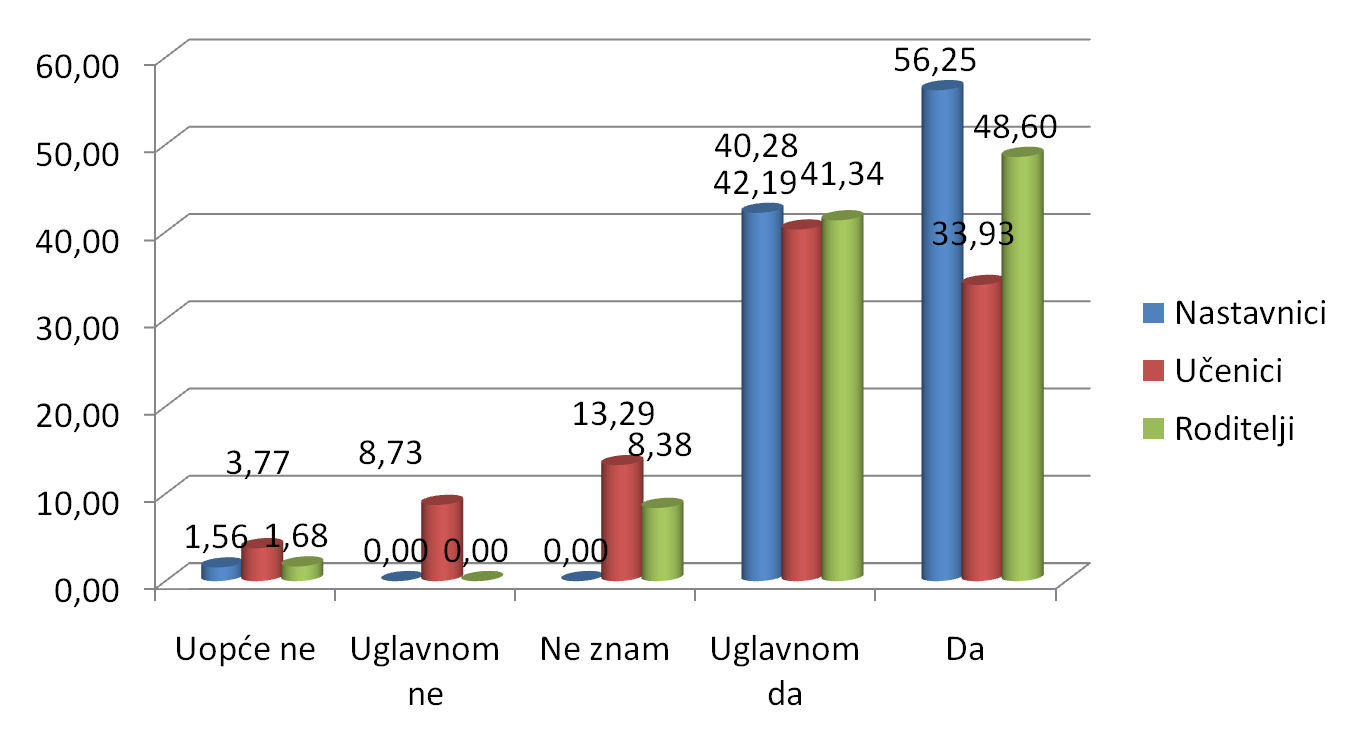 60,00
50,00
40,00
30,00
20,00
10,00
0,00
1,56
3,77
1,68
0,00
8,73
0,00
0,00
13,29
8,38
42,19
40,28
41,34
56,25
33,93
48,60
Uopće ne
Uglavnom
ne
Ne znam
Uglavnom
da
Da
Nastavnici
Učenici
Roditelji